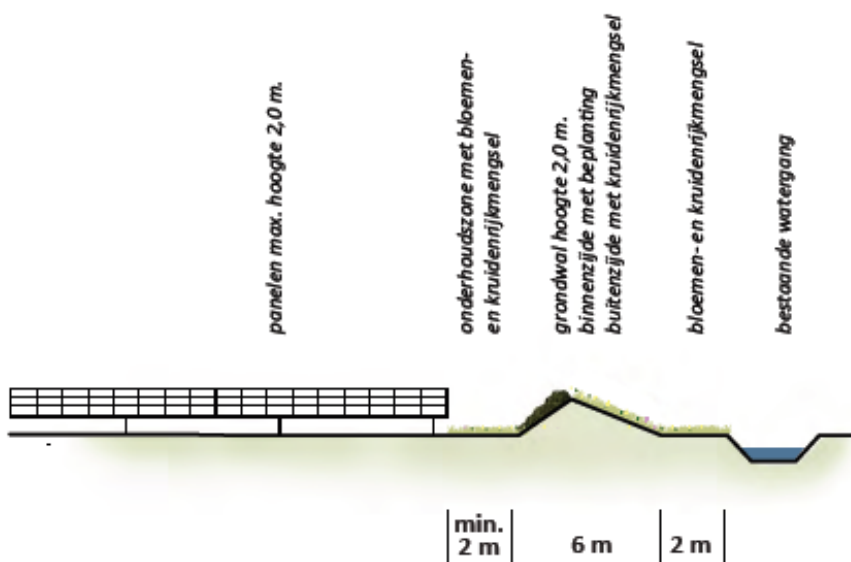 panelen max. hoogte 2,0 m.
onderhoudszone met bloemen-
en kruidenrijkmengsel
grondwal hoogte 2,0 m.
binnenzijde met beplanting
buitenzijde met kruidenrijkmengsel
bloemen- en kruidenrijkmengsel
bestaande watergang
min.
2 m
6 m
2 m